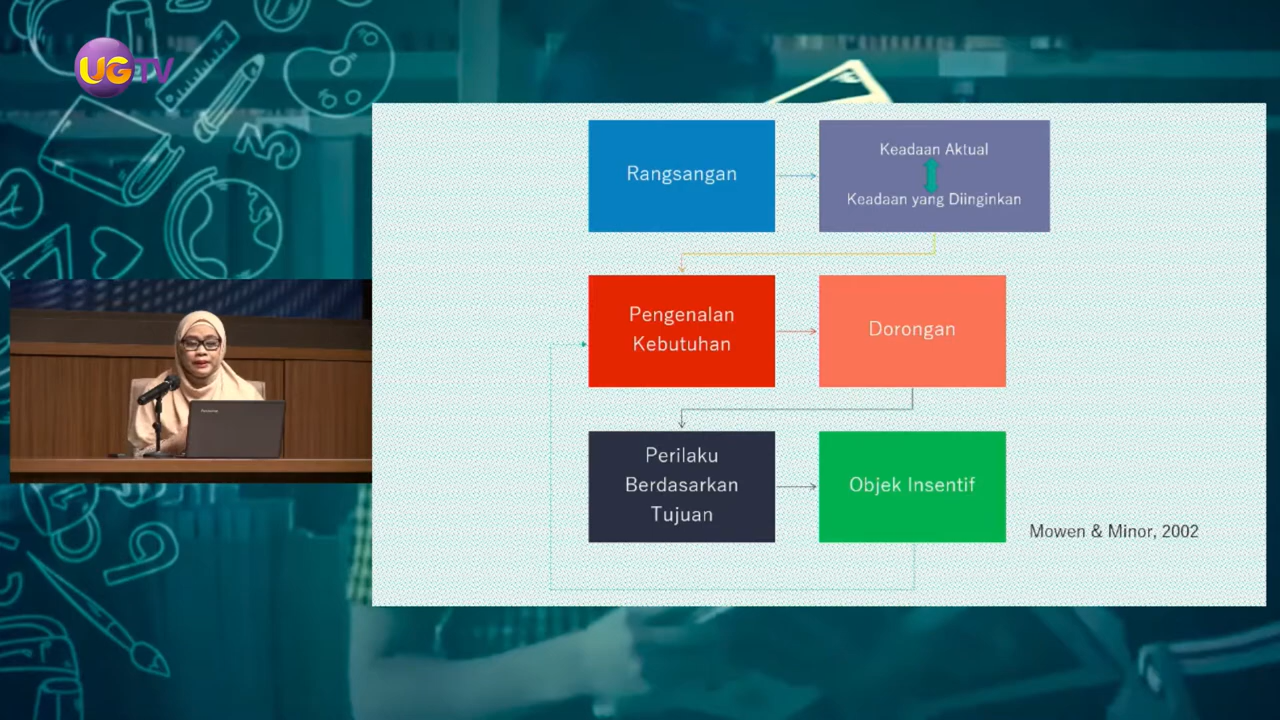 UGTV
Rangsangan
Keadaan Aktual
Keadaan yang Diinginkan
Pengenalan
Kebutuhan
Dorongan
Perilaku
Berdasarkan
Tujuan
Objek Insentif
Mowen & Minor, 2002